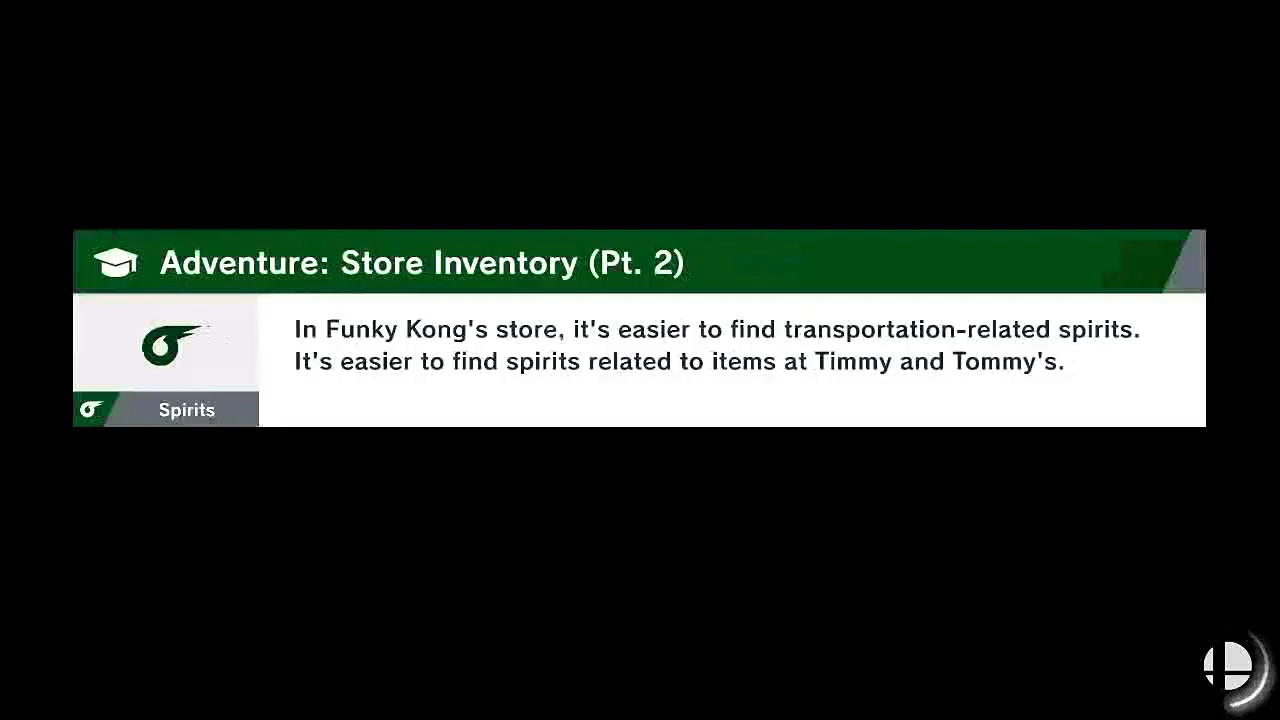 Adventure: Store Inventory (Pt. 2)
In Funky Kong's store, it's easier to find transportation-related spirits.
It's easier to find spirits related to items at Timmy and Tommy's.
Spirits